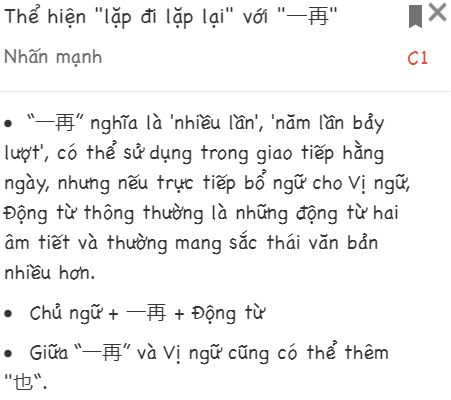 Thể hiện "lặp đi lặp lại" với "一再"
Nhấn mạnh
C1
• “一再” nghĩa là 'nhiều lần', 'năm lần bảy
lượt', có thể sử dụng trong giao tiếp hằng
ngày, nhưng nếu trực tiếp bổ ngữ cho Vị ngữ,
Động từ thông thường là những động từ hai
âm tiết và thường mang sắc thái văn bản
nhiều hơn.
• Chủ ngữ + 一再 + Động từ
• Giữa “一再” và Vị ngữ cũng có thể thêm
"也“.